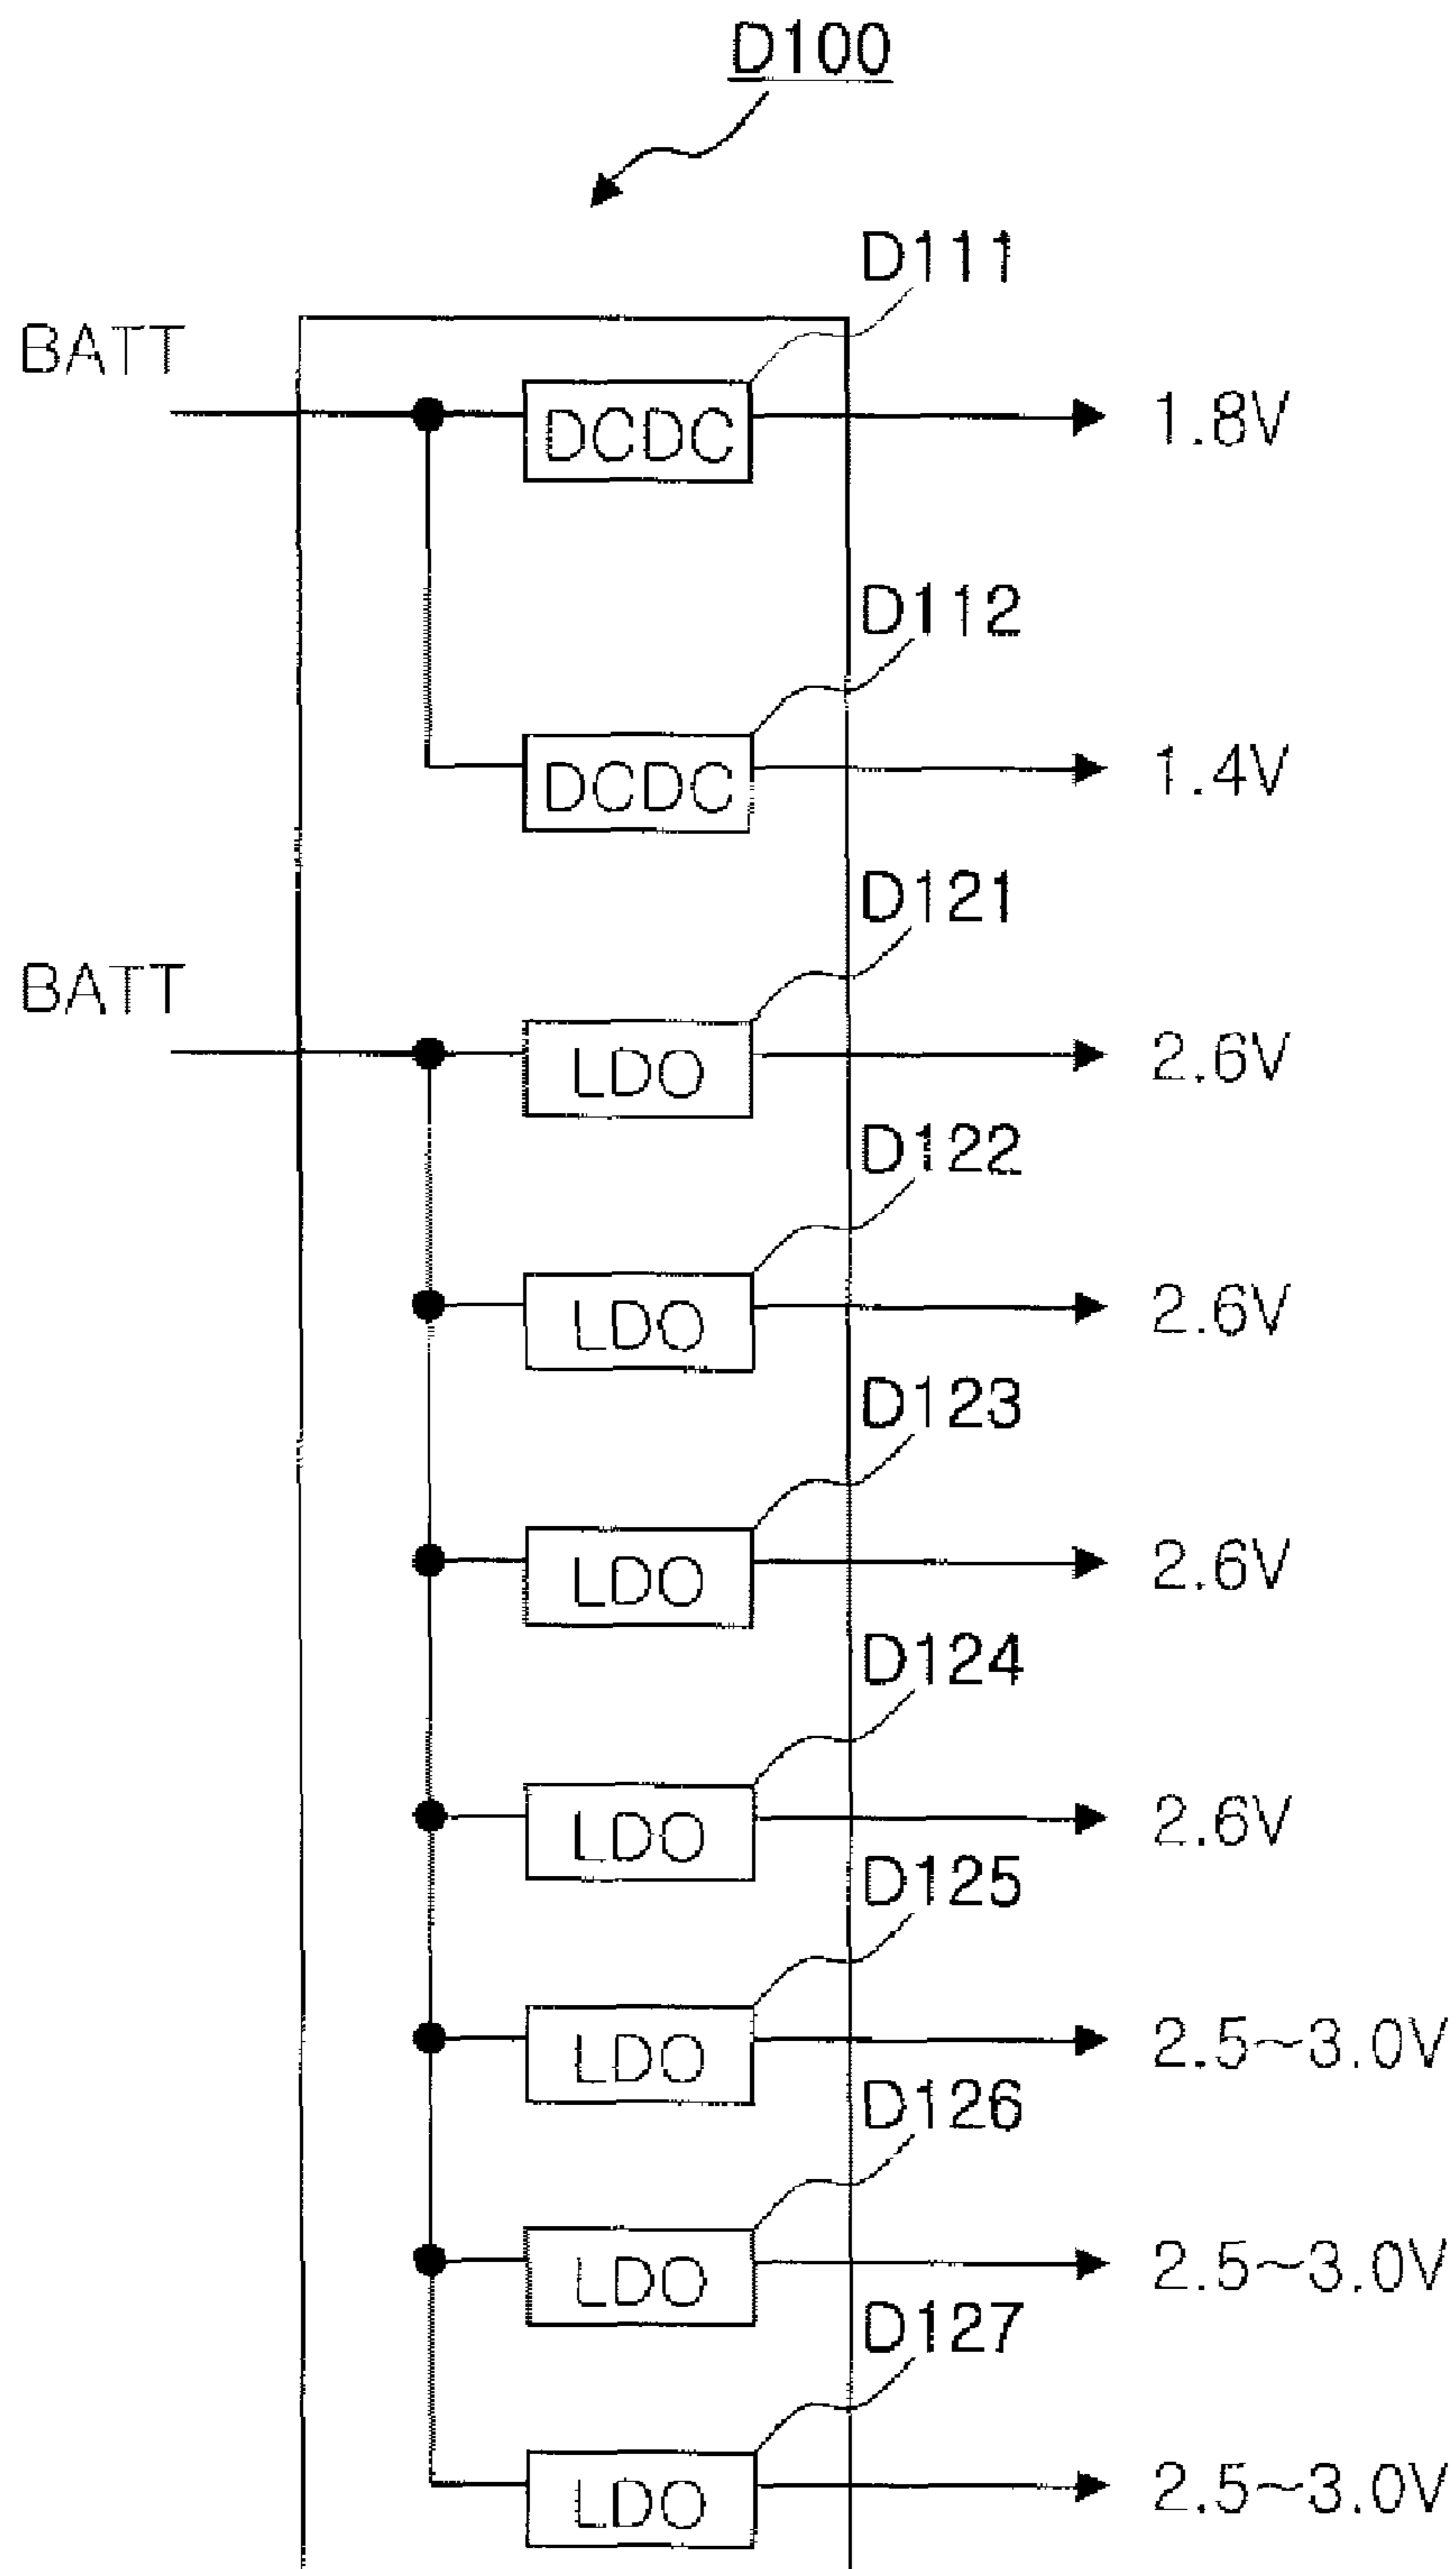 D100
D111
BATT
DCDC
1.8V
D112
DCDC
1.4V
D121
BATT
LDO
2.6V
D122
LDO
2.6V
D123
LDO
2.6V
D124
LDO
2.6V
D125
LDO
2.5~3.0V
D126
LDO
2.5~3.0V
D127
LDO
2.5~3.0V